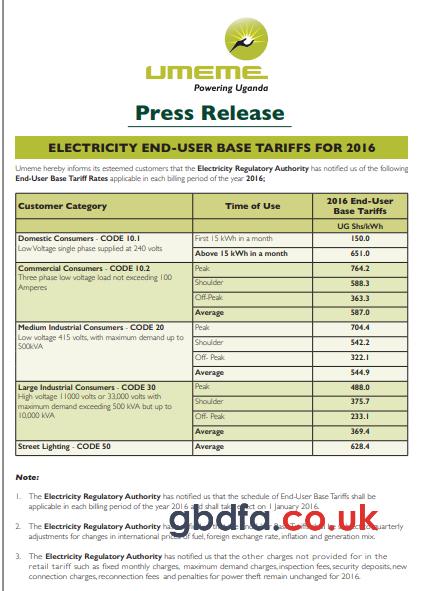 UMEME
Powering Uganda
Press Release
ELECTRICITY END-USER BASE TARIFFS FOR 2016
Umeme hereby informs its esteemed customers that the Electricity Regulatory Authority has notified us of the following
End-User Base Tariff Rates applicable in each billing period of the year 2016;
Customer Category Time of Use 2016 End-User Base Tariffs
UG Shs/kWh
Domestic Consumers - CODE 10.1 First 15 kWh in a month 150.0
Low Voltage single phase supplied at 240 volts Above 15 kWh in a month 651.0
Commercial Consumers - CODE 10.2 Peak 764.2
Three phase low voltage load not exceeding 100 Shoulder 588.3
Amperes Off-Peak 363.3
Average 587.0
Medium Industrial Consumers - CODE 20 Peak 704.4
Low voltage 415 volts, with maximum demand up to Shoulder 542.2
500kVA Off- Peak 322.1
Average 544.9
Large Industrial Consumers - CODE 30 Peak 488.0
High voltage 11000 volts or 33,000 volts with Shoulder 375.7
maximum demand exceeding 500 kVA but up to Off- Peak 233.1
10,000 kVA Average 369.4
Street Lighting - CODE 50 Average 628.4
Note:
1. The Electricity Regulatory Authority has notified us that the schedule of End-User Base Tariffs shall be
applicable in each billing period of the year 2016 and shall take effect on 1 January 2016.
gbdfa.co.uk
2. The Electricity Regulatory Authority has quarterly
adjustments for changes in international prices of fuel, foreign exchange rate, inflation and generation mix.
3. The Electricity Regulatory Authority has notified us that the other charges not provided for in the
retail tariff such as fixed monthly charges, maximum demand charges, inspection fees, security deposits, new
connection charges, reconnection fees and penalties for power theft remain unchanged for 2016.